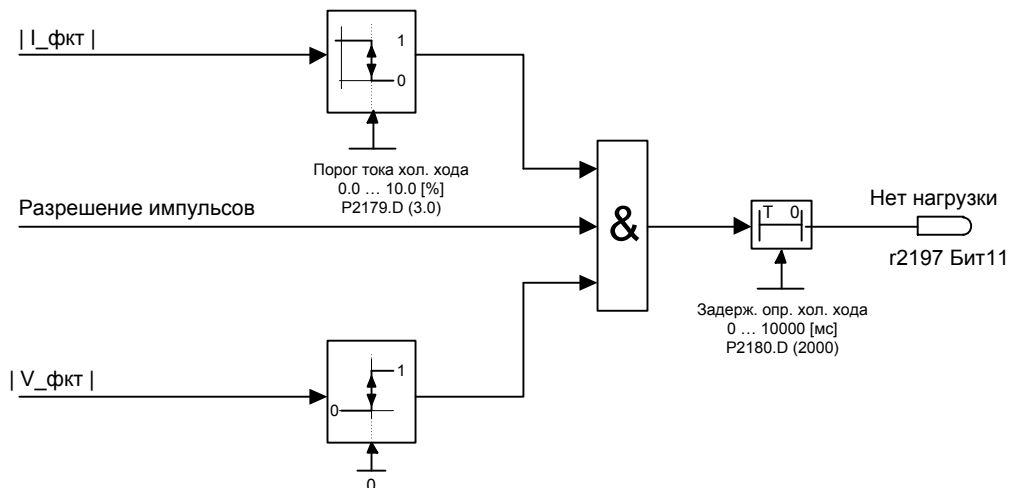 | I_фкт |
1
0
Порог тока хол. хода
0.0 … 10.0 [%]
P2179.D (3.0)
Разрешение импульсов
&
T 0
Нет нагрузки
r2197 Бит11
Задерж. опр. хол. хода
0 … 10000 [мс]
P2180.D (2000)
| V_фкт |
1
0
0